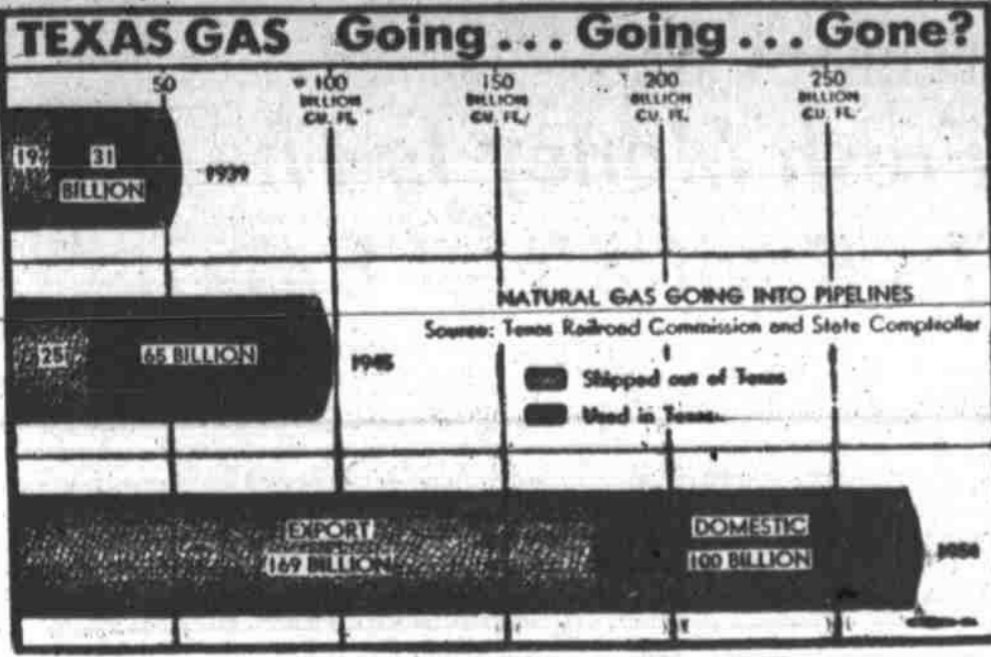 TEXAS GAS Going... Going... Gone?
50
100
BILLION
CU. FT.
150
BILLION
CU. FT.
200
BILLION
CU. FT.
250
BILLION
CU. FT.
19
31
BILLION
1939
NATURAL GAS GOING INTO PIPELINES
Source: Texas Railroad Commission and State Comptroller
25
65 BILLION
1945
Shipped out of Texas
Used in Texas
EXPORT
169 BILLION
DOMESTIC
100 BILLION